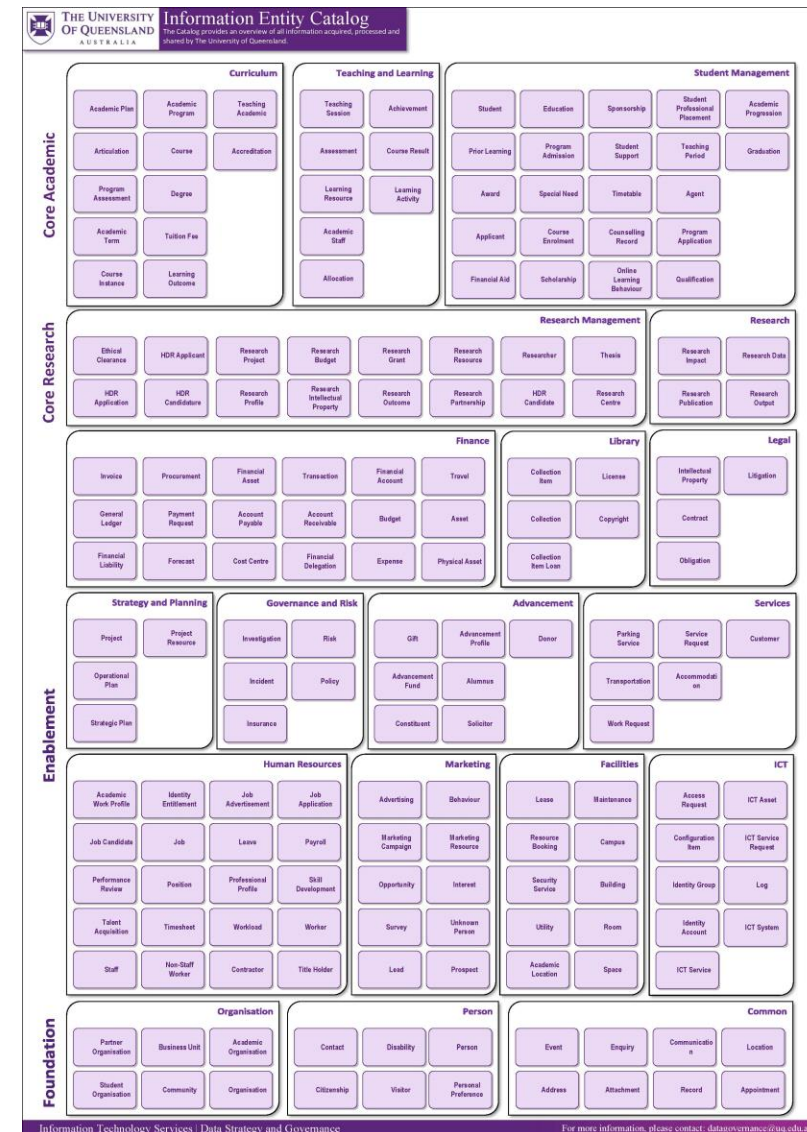 THE UNIVERSITY
OF QUEENSLAND
AUSTRALIA
Information Entity Catalog
The Catalog provides an overview of all information acquired, processed and
shared by The University of Queensland.
Core Academic
Curriculum
Academic Plan
Academic
Program
Teaching
Academic
Articulation
Course
Accreditation
Program
Assessment
Degree
Academic
Term
Tuition Fee
Course
Instance
Learning
Outcome
Teaching and Learning
Teaching
Session
Achievement
Assessment
Course Result
Learning
Resource
Learning
Activity
Academic
Staff
Allocation
Student Management
Student
Education
Sponsorship
Student
Professional
Placement
Academic
Progression
Prior Learning
Program
Admission
Student
Support
Teaching
Period
Graduation
Award
Special Need
Timetable
Agent
Applicant
Course
Enrolment
Counselling
Record
Program
Application
Financial Aid
Scholarship
Online
Learning
Behaviour
Qualification
Core Research
Research Management
Ethical
Clearance
HDR Applicant
Research
Project
Research
Budget
Research
Grant
Research
Resource
Researcher
Thesis
HDR
Application
HDR
Candidature
Research
Profile
Research
Intellectual
Property
Research
Outcome
Research
Partnership
HDR
Candidate
Research
Centre
Research
Research
Impact
Research Data
Research
Publication
Research
Output
Enablement
Finance
Invoice
Procurement
Financial
Asset
Transaction
Financial
Account
Travel
General
Ledger
Payment
Request
Account
Payable
Account
Receivable
Budget
Asset
Financial
Liability
Forecast
Cost Centre
Financial
Delegation
Expense
Physical Asset
Library
Collection
Item
License
Collection
Copyright
Collection
Item Loan
Legal
Intellectual
Property
Litigation
Contract
Obligation
Strategy and Planning
Project
Project
Resource
Operational
Plan
Strategic Plan
Governance and Risk
Investigation
Risk
Incident
Policy
Insurance
Advancement
Gift
Advancement
Profile
Donor
Advancement
Fund
Alumnus
Constituent
Solicitor
Services
Parking
Service
Service
Request
Customer
Transportation
Accommodati
on
Work Request
Human Resources
Academic
Work Profile
Identity
Entitlement
Job
Advertisement
Job
Application
Job Candidate
Job
Leave
Payroll
Performance
Review
Position
Professional
Profile
Skill
Development
Talent
Acquisition
Timesheet
Workload
Worker
Staff
Non-Staff
Worker
Contractor
Title Holder
Marketing
Advertising
Behaviour
Marketing
Campaign
Marketing
Resource
Opportunity
Interest
Survey
Unknown
Person
Lead
Prospect
Facilities
Lease
Maintenance
Resource
Booking
Campus
Security
Service
Building
Utility
Room
Academic
Location
Space
ICT
Access
Request
ICT Asset
Configuration
Item
ICT Service
Request
Identity Group
Log
Identity
Account
ICT System
ICT Service
Foundation
Organisation
Partner
Organisation
Business Unit
Academic
Organisation
Student
Organisation
Community
Organisation
Person
Contact
Disability
Person
Citizenship
Visitor
Personal
Preference
Common
Event
Enquiry
Communicatio
n
Location
Address
Attachment
Record
Appointment
Information Technology Services | Data Strategy and Governance
For more information, please contact: datagovernance@uq.edu.a